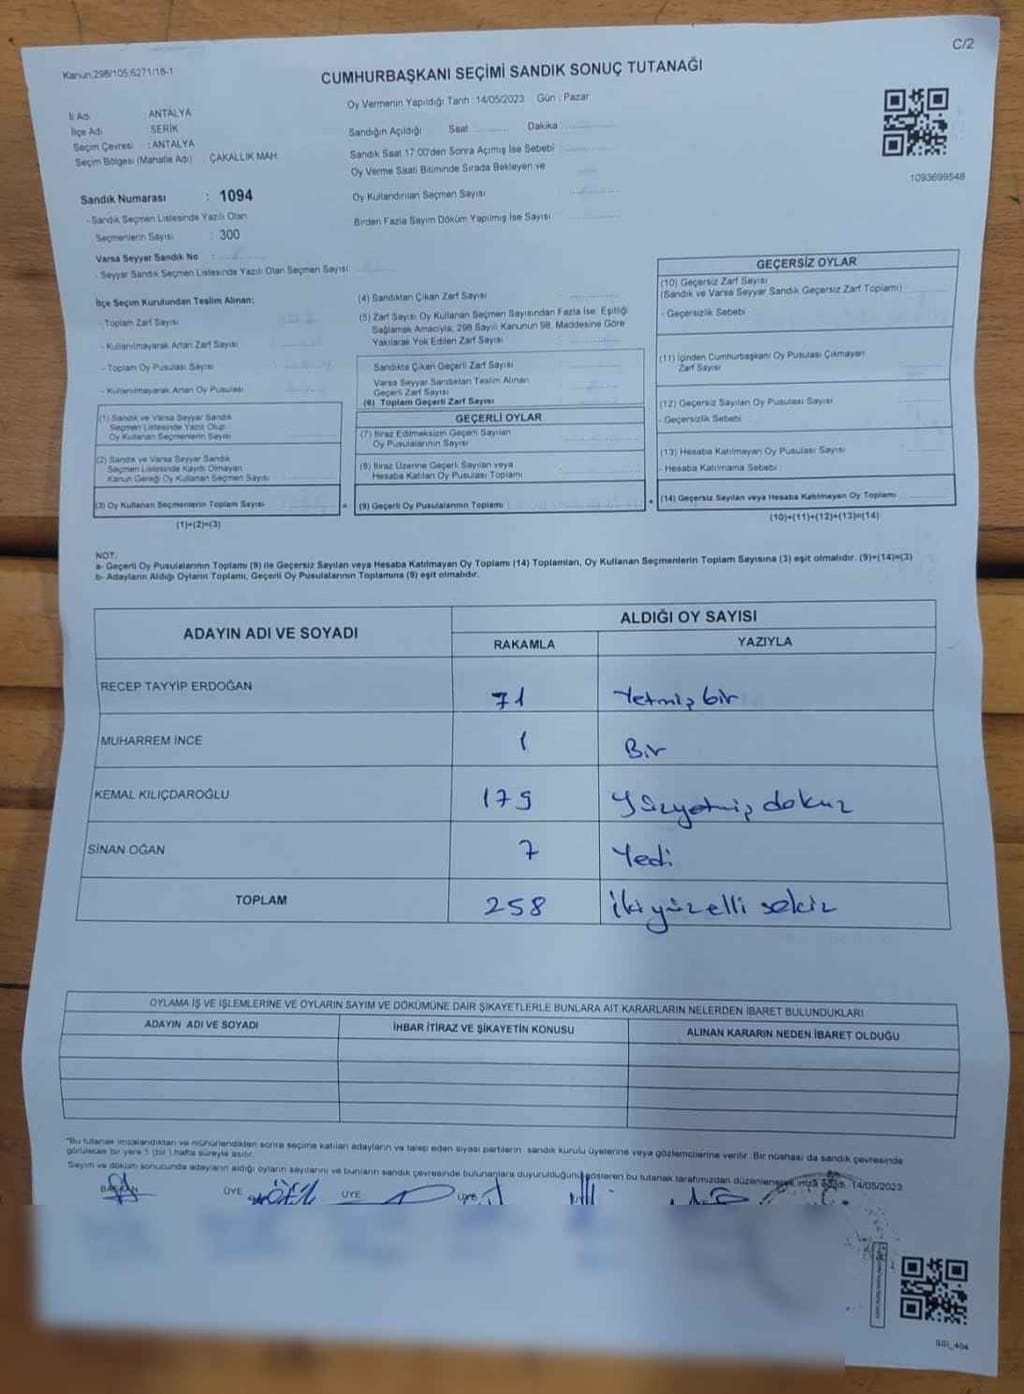 C/2
Kanun;298/105;6271/18-1
CUMHURBAŞKANI SEÇİMİ SANDIK SONUÇ TUTANAĞI
Oy Vermenin Yapıldığı Tarih : 14/05/2023 Gün : Pazar
İl Adı : ANTALYA
İlçe Adı : SERİK
Seçim Çevresi : ANTALYA
Seçim Bölgesi (Mahalle Adı) : ÇAKALLIK MAH
Sandığın Açıldığı Saat Dakika :
Sandık Saat 17:00'den Sonra Açılmış İse Sebebi
Oy Verme Saati Bitiminde Sırada Bekleyen ve
Oy Kullandırılan Seçmen Sayısı
Birden Fazla Sayım Döküm Yapılmış İse Sayısı
1093699548
Sandık Numarası : 1094
- Sandık Seçmen Listesinde Yazılı Olan
Seçmenlerin Sayısı : 300
Varsa Seyyar Sandık No :
- Seyyar Sandık Seçmen Listesinde Yazılı Olan Seçmen Sayısı
İlçe Seçim Kurulundan Teslim Alınan;
- Toplam Zarf Sayısı
- Kullanılmayarak Artan Zarf Sayısı
- Toplam Oy Pusulası Sayısı
- Kullanılmayarak Artan Oy Pusulası
(1) Sandık ve Varsa Seyyar Sandık
Seçmen Listesinde Yazılı Olup
Oy Kullanan Seçmenlerin Sayısı
(2) Sandık ve Varsa Seyyar Sandık
Seçmen Listesinde Kayıtlı Olmayan
Kanun Gereği Oy Kullanan Seçmen Sayısı
(3) Oy Kullanan Seçmenlerin Toplam Sayısı
=
(1)+(2)=(3)
(4) Sandıktan Çıkan Zarf Sayısı
(5) Zarf Sayısı Oy Kullanan Seçmen Sayısından Fazla İse, Eşitliği
Sağlamak Amacıyla, 298 Sayılı Kanunun 98. Maddesine Göre
Yakılarak Yok Edilen Zarf Sayısı
Sandıkta Çıkan Geçerli Zarf Sayısı
Varsa Seyyar Sandıktan Teslim Alınan
Geçerli Zarf Sayısı
(6) Toplam Geçerli Zarf Sayısı
GEÇERLİ OYLAR
(7) İtiraz Edilmeksizin Geçerli Sayılan
Oy Pusulalarının Sayısı
(8) İtiraz Üzerine Geçerli Sayılan veya
Hesaba Katılan Oy Pusulası Toplamı
(9) Geçerli Oy Pusulalarının Toplamı
+
GEÇERSİZ OYLAR
(10) Geçersiz Zarf Sayısı
(Sandık ve Varsa Seyyar Sandık Geçersiz Zarf Toplamı)
- Geçersizlik Sebebi
(11) İçinden Cumhurbaşkanı Oy Pusulası Çıkmayan
Zarf Sayısı
(12) Geçersiz Sayılan Oy Pusulası Sayısı
- Geçersizlik Sebebi
(13) Hesaba Katılmayan Oy Pusulası Sayısı
- Hesaba Katılmama Sebebi :
(14) Geçersiz Sayılan veya Hesaba Katılmayan Oy Toplamı
(10)+(11)+(12)+(13)=(14)
NOT:
a- Geçerli Oy Pusulalarının Toplamı (9) ile Geçersiz Sayılan veya Hesaba Katılmayan Oy Toplamı (14) Toplamları, Oy Kullanan Seçmenlerin Toplam Sayısına (3) eşit olmalıdır. (9)+(14)=(3)
b- Adayların Aldığı Oyların Toplamı, Geçerli Oy Pusulalarının Toplamına (9) eşit olmalıdır.
ADAYIN ADI VE SOYADI
ALDIĞI OY SAYISI
RAKAMLA YAZIYLA
RECEP TAYYİP ERDOĞAN 71 Yetmiş bir
MUHARREM İNCE 1 Bir
KEMAL KILIÇDAROĞLU 179 Yüzyetmiş dokuz
SİNAN OĞAN 7 Yedi
TOPLAM 258 İki yüz elli sekiz
OYLAMA İŞ VE İŞLEMLERİNE VE OYLARIN SAYIM VE DÖKÜMÜNE DAİR ŞİKAYETLERLE BUNLARA AİT KARARLARIN NELERDEN İBARET BULUNDUKLARI
ADAYIN ADI VE SOYADI İHBAR İTİRAZ VE ŞİKAYETİN KONUSU ALINAN KARARIN NEDEN İBARET OLDUĞU
"Bu tutanak imzalandıktan ve mühürlendikten sonra seçime katılan adayların ve talep eden siyasi partilerin sandık kurulu üyelerine veya gözlemcilerine verilir. Bir nüshası da sandık çevresinde
görülecek bir yere 1 (bir) hafta süreyle asılır.
Sayım ve döküm sonucunda adayların aldığı oyların sayılarını ve bunların sandık çevresinde bulunanlara duyurulduğunu gösteren bu tutanak tarafımızdan düzenlenerek imza 14/05/2023
BAŞKAN ÜYE ÜYE üye